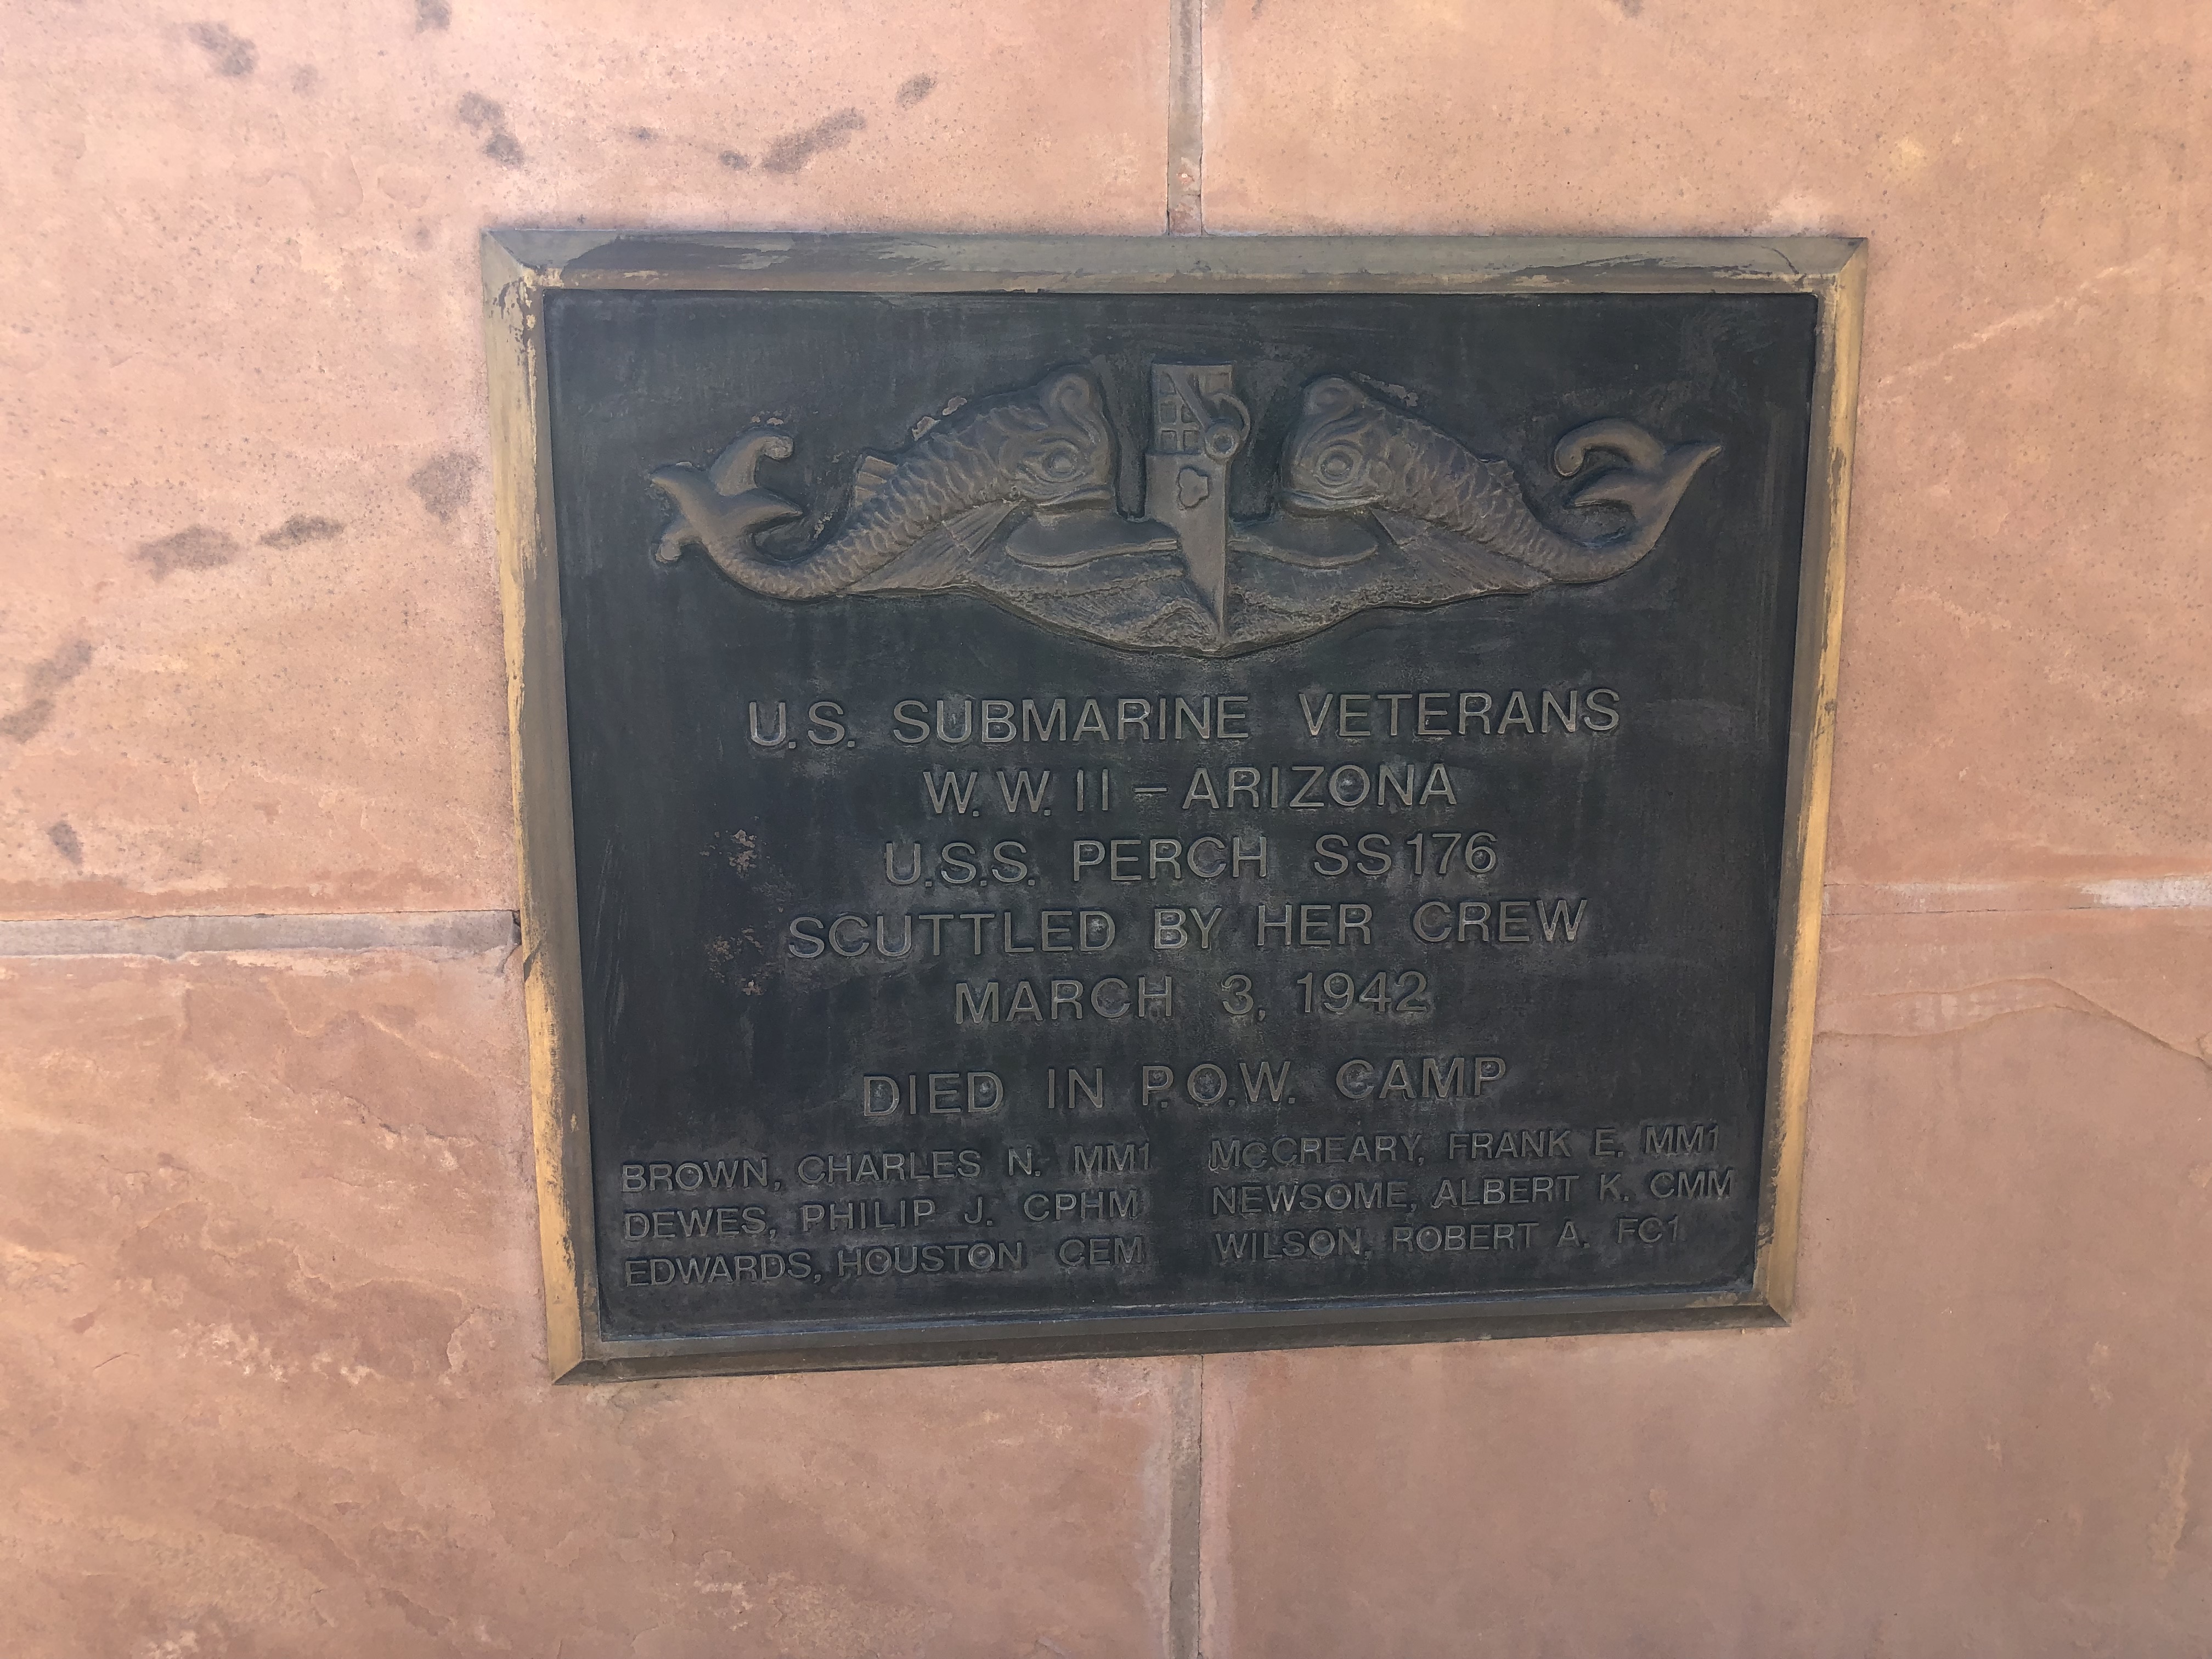 U.S. SUBMARINE VETERANS
W.W.II – ARIZONA
U.S.S. PERCH SS176
SCUTTLED BY HER CREW
MARCH 3, 1942
DIED IN P.O.W. CAMP
BROWN, CHARLES N. MM1
DEWES, PHILIP J. CPHM
EDWARDS, HOUSTON CEM
MCCREARY, FRANK E. MM1
NEWSOME, ALBERT K. CMM
WILSON, ROBERT A. FC1